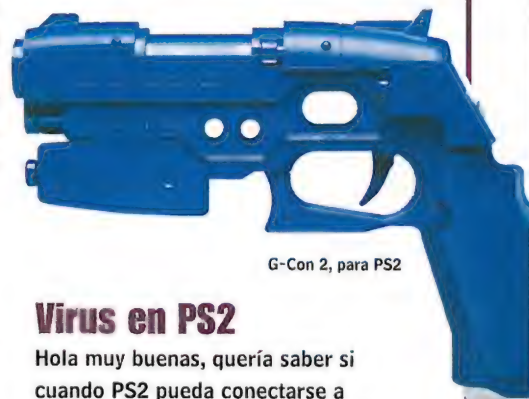 G-Con 2, para PS2
Virus en PS2
Hola muy buenas, quería saber si
cuando PS2 pueda conectarse a